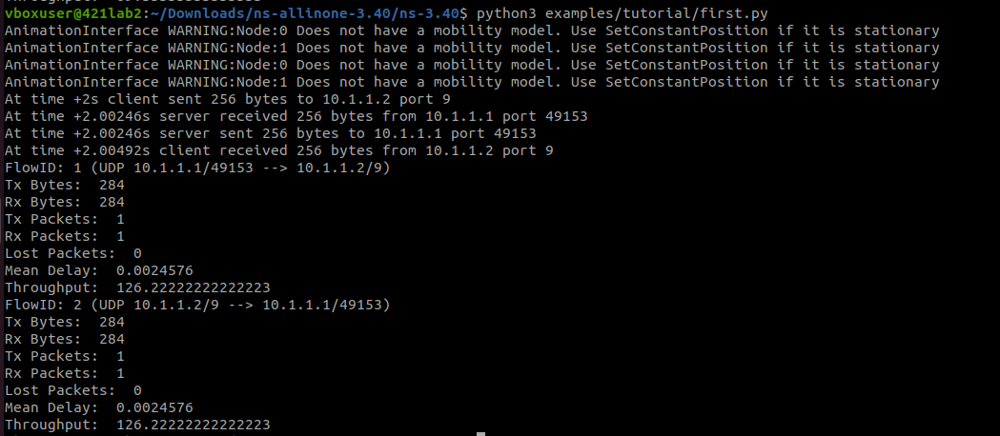 vboxuser@421lab2:~/Downloads/ns-allinone-3.40/ns-3.40$ python3 examples/tutorial/first.py
AnimationInterface WARNING:Node:0 Does not have a mobility model. Use SetConstantPosition if it is stationary
AnimationInterface WARNING:Node:1 Does not have a mobility model. Use SetConstantPosition if it is stationary
AnimationInterface WARNING:Node:0 Does not have a mobility model. Use SetConstantPosition if it is stationary
AnimationInterface WARNING:Node:1 Does not have a mobility model. Use SetConstantPosition if it is stationary
At time +2s client sent 256 bytes to 10.1.1.2 port 9
At time +2.00246s server received 256 bytes from 10.1.1.1 port 49153
At time +2.00246s server sent 256 bytes to 10.1.1.1 port 49153
At time +2.00492s client received 256 bytes from 10.1.1.2 port 9
FlowID: 1 (UDP 10.1.1.1/49153 --> 10.1.1.2/9)
Tx Bytes:  284
Rx Bytes:  284
Tx Packets:  1
Rx Packets:  1
Lost Packets:  0
Mean Delay:  0.0024576
Throughput:  126.22222222222223
FlowID: 2 (UDP 10.1.1.2/9 --> 10.1.1.1/49153)
Tx Bytes:  284
Rx Bytes:  284
Tx Packets:  1
Rx Packets:  1
Lost Packets:  0
Mean Delay:  0.0024576
Throughput:  126.22222222222223